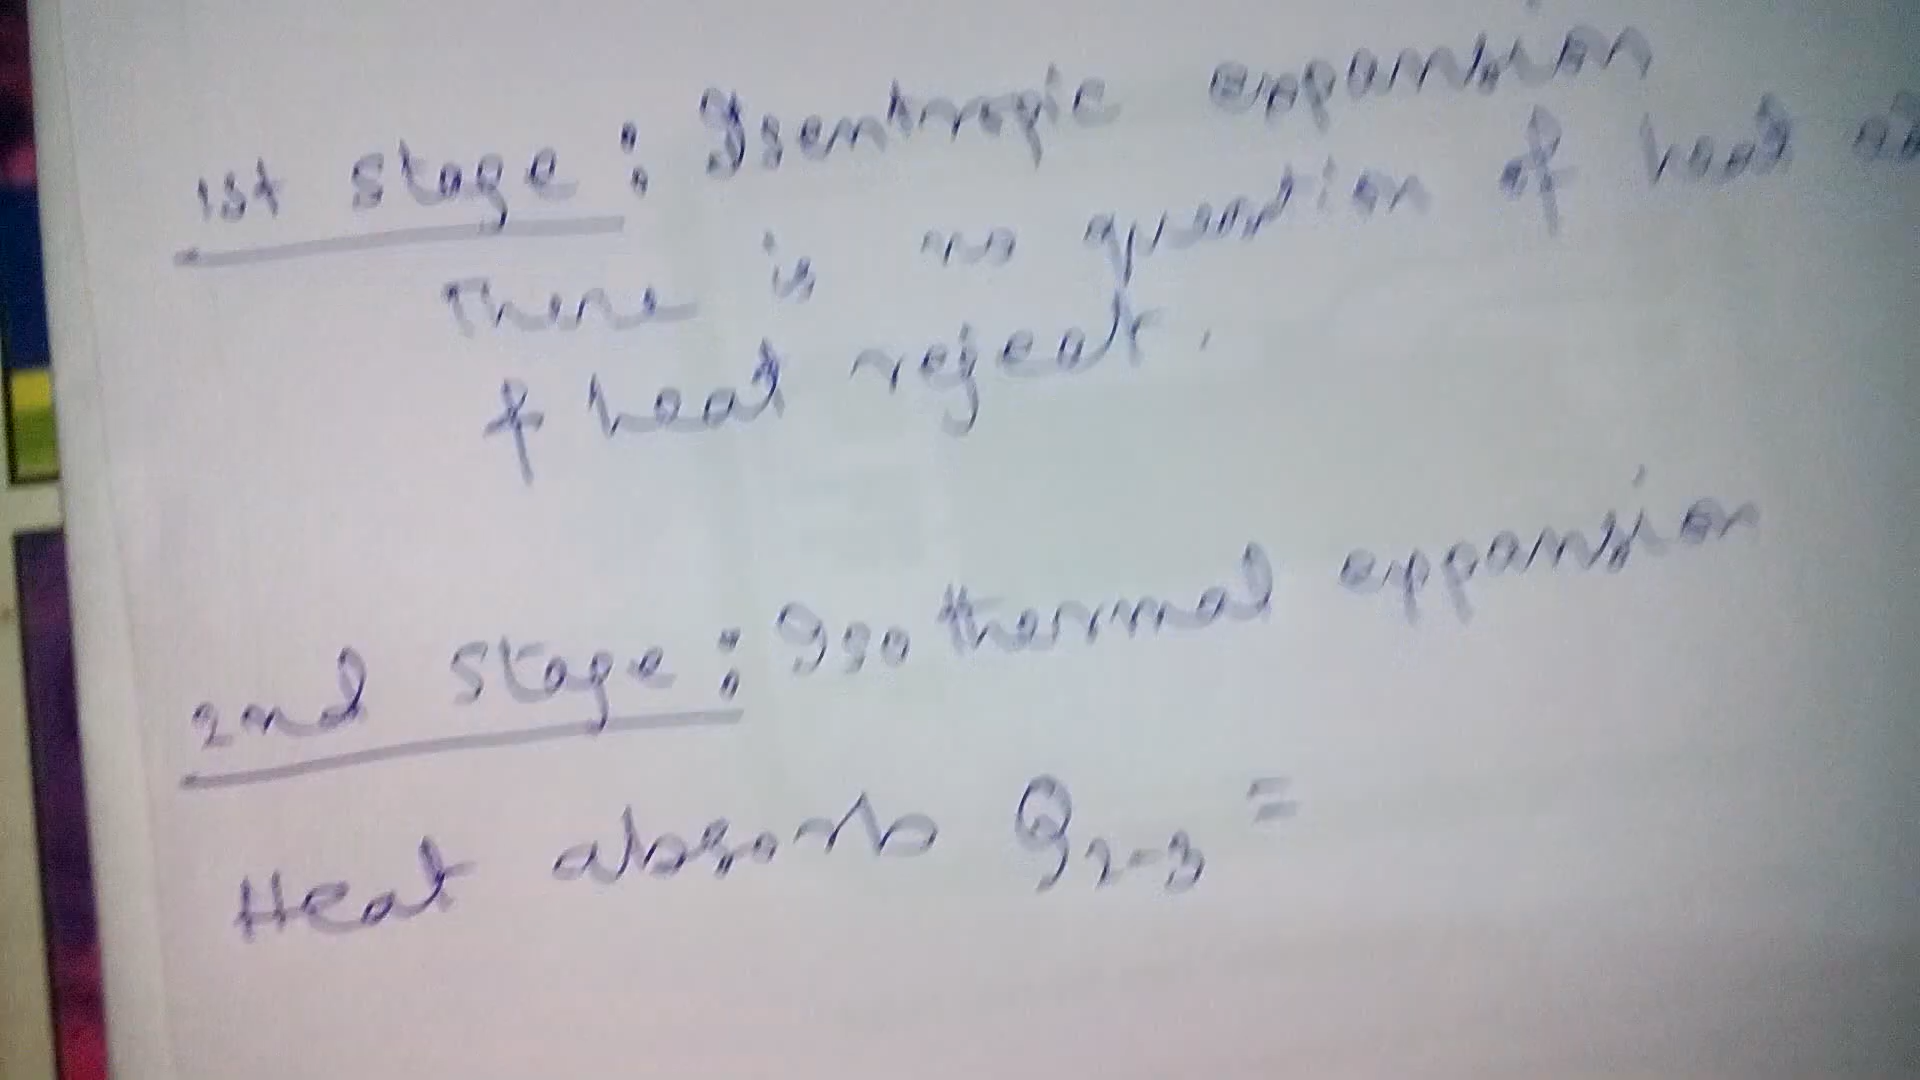 1st Stage : Isentropic expansion
There is no question of heat ab
& heat reject.
2nd Stage : Isothermal expansion
Heat absorb Q2-3 =